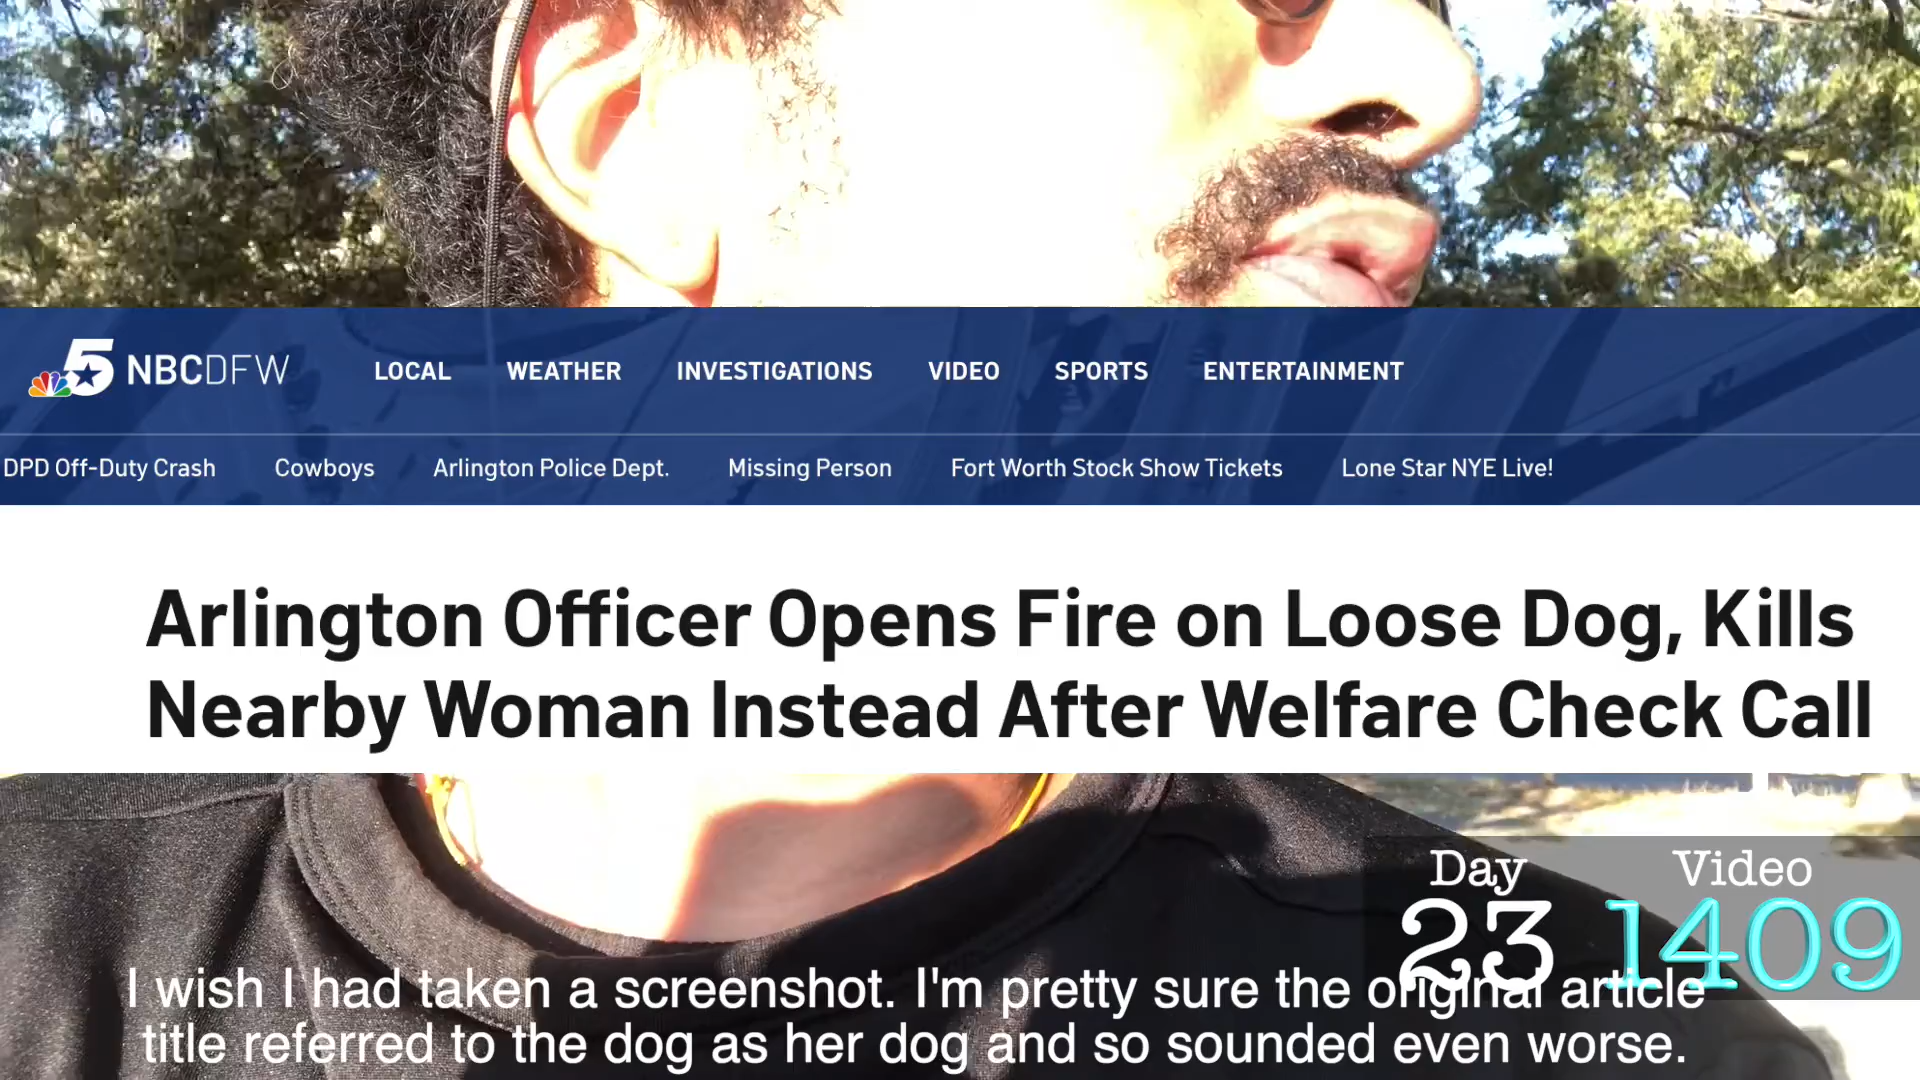 5 NBCDFW LOCAL WEATHER INVESTIGATIONS VIDEO SPORTS ENTERTAINMENT
DPD Off-Duty Crash Cowboys Arlington Police Dept. Missing Person Fort Worth Stock Show Tickets Lone Star NYE Live!
Arlington Officer Opens Fire on Loose Dog, Kills
Nearby Woman Instead After Welfare Check Call
Day Video
23 1409
I wish I had taken a screenshot. I'm pretty sure the original article
title referred to the dog as her dog and so sounded even worse.